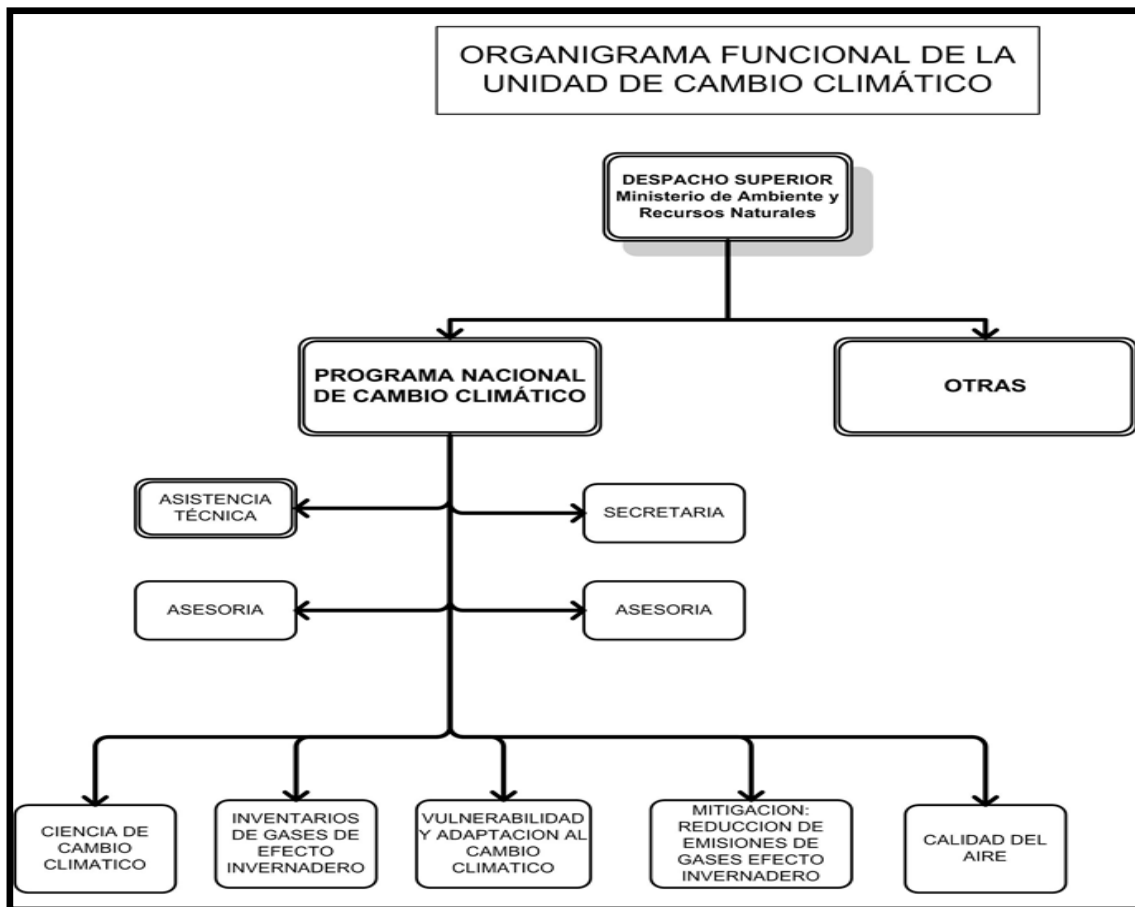 ORGANIGRAMA FUNCIONAL DE LA
UNIDAD DE CAMBIO CLIMÁTICO
DESPACHO SUPERIOR
Ministerio de Ambiente y
Recursos Naturales
PROGRAMA NACIONAL
DE CAMBIO CLIMÁTICO
OTRAS
ASISTENCIA
TÉCNICA
SECRETARIA
ASESORIA
ASESORIA
CIENCIA DE
CAMBIO
CLIMATICO
INVENTARIOS
DE GASES DE
EFECTO
INVERNADERO
VULNERABILIDAD
Y ADAPTACION AL
CAMBIO
CLIMATICO
MITIGACION:
REDUCCION DE
EMISIONES DE
GASES EFECTO
INVERNADERO
CALIDAD DEL
AIRE